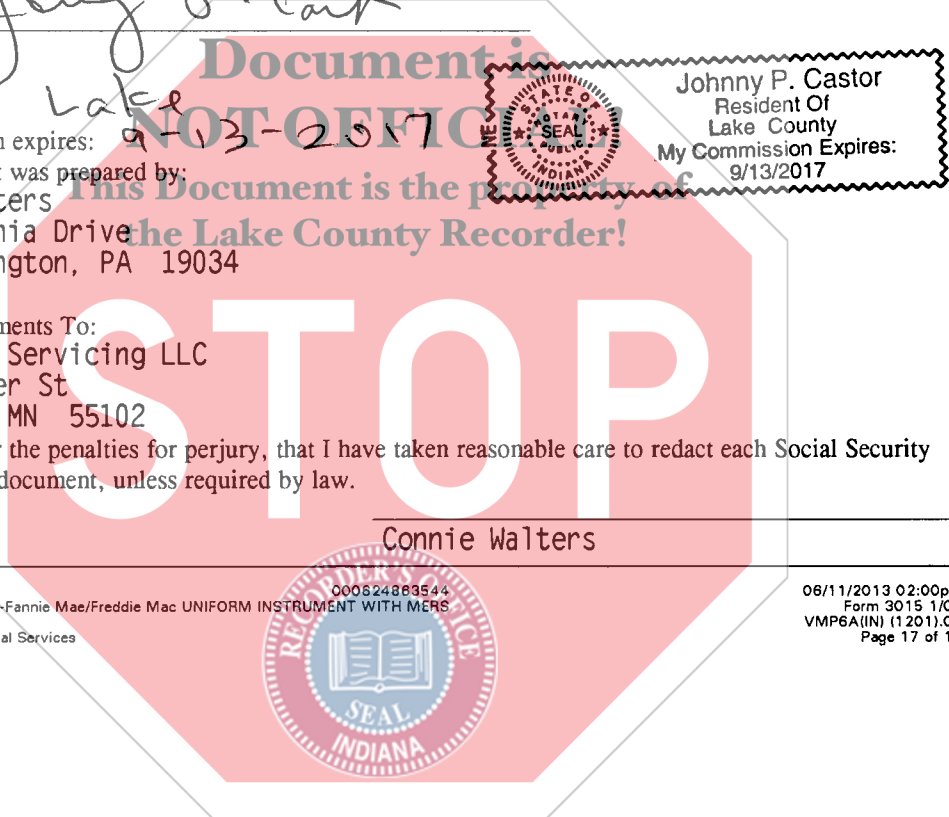 Lake
Document is
NOT OFFICIAL!
This Document is the property of
the Lake County Recorder!
STATE OF
NOTARY
SEAL
PUBLIC
INDIANA
Johnny P. Castor
Resident Of
Lake County
My Commission Expires:
9/13/2017
n expires: 9-13-2017
t was prepared by:
ters
nia Drive
ngton, PA 19034
ments To:
Servicing LLC
er St
MN 55102
r the penalties for perjury, that I have taken reasonable care to redact each Social Security
document, unless required by law.
STOP
Connie Walters
000624863544
-Fannie Mae/Freddie Mac UNIFORM INSTRUMENT WITH MERS
al Services
06/11/2013 02:00p
Form 3015 1/0
VMP6A(IN) (1201).0
Page 17 of 1
RECORDER'S OFFICE
SEAL
INDIANA